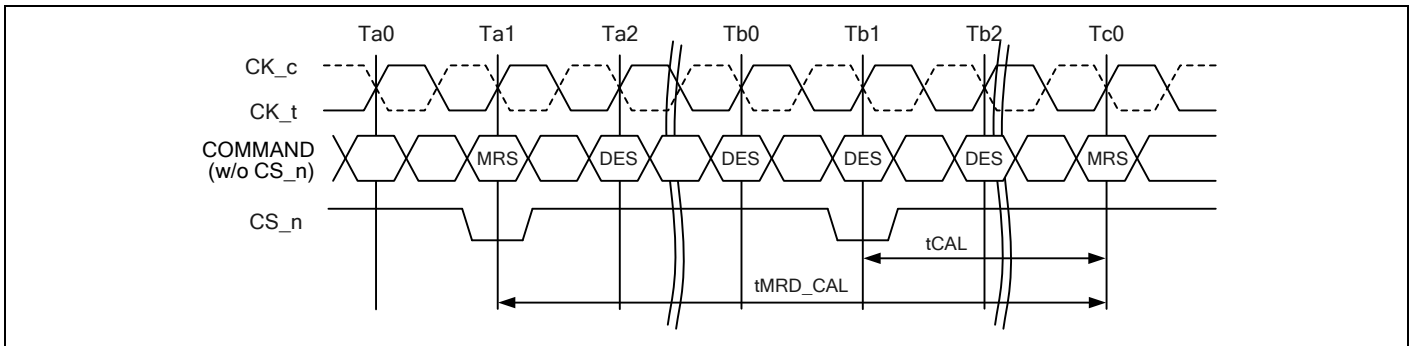 Ta0 Ta1 Ta2 Tb0 Tb1 Tb2 Tc0
CK_c
CK_t
COMMAND
(w/o CS_n)
MRS DES DES DES DES MRS
CS_n
tCAL
tMRD_CAL